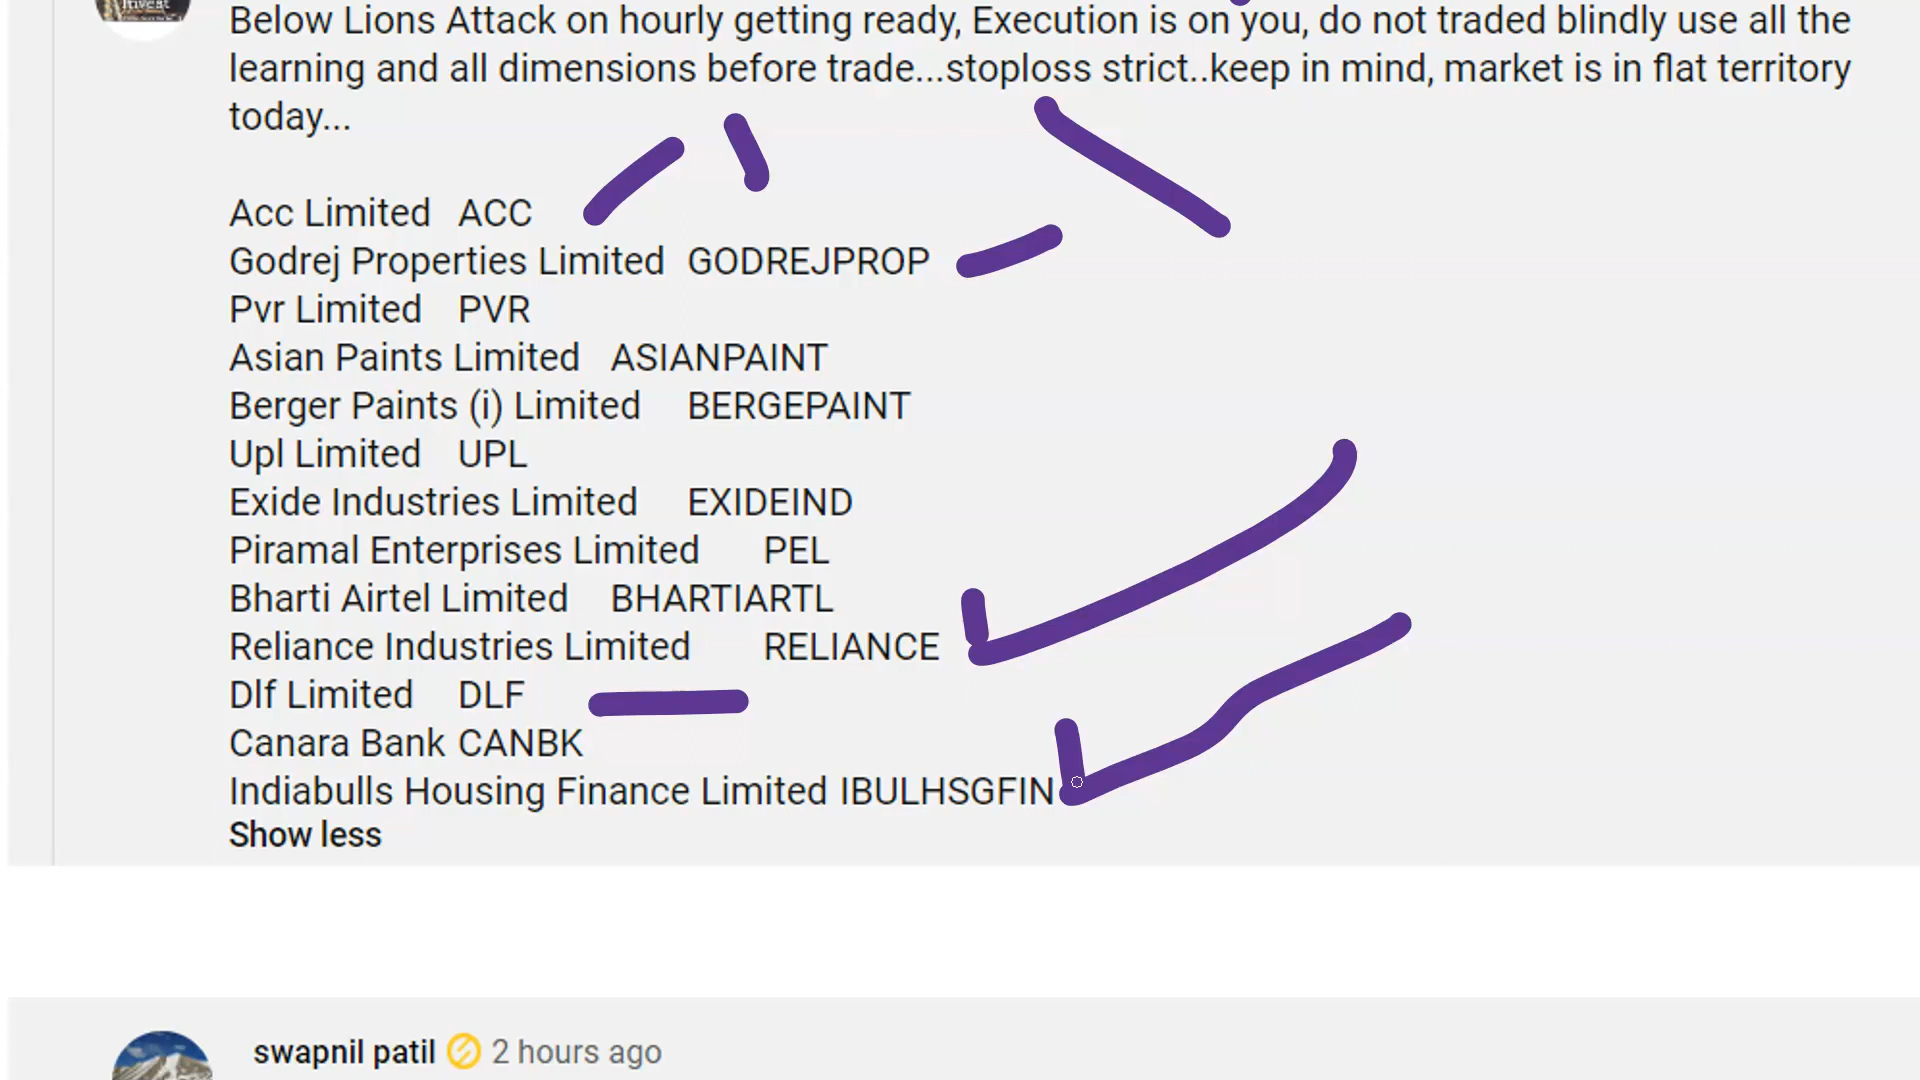 Invest
Below Lions Attack on hourly getting ready, Execution is on you, do not traded blindly use all the
learning and all dimensions before trade...stoploss strict..keep in mind, market is in flat territory
today...
Acc Limited ACC
Godrej Properties Limited GODREJPROP
Pvr Limited PVR
Asian Paints Limited ASIANPAINT
Berger Paints (i) Limited BERGEPAINT
Upl Limited UPL
Exide Industries Limited EXIDEIND
Piramal Enterprises Limited PEL
Bharti Airtel Limited BHARTIARTL
Reliance Industries Limited RELIANCE
Dlf Limited DLF
Canara Bank CANBK
Indiabulls Housing Finance Limited IBULHSGFIN
Show less
swapnil patil 2 hours ago